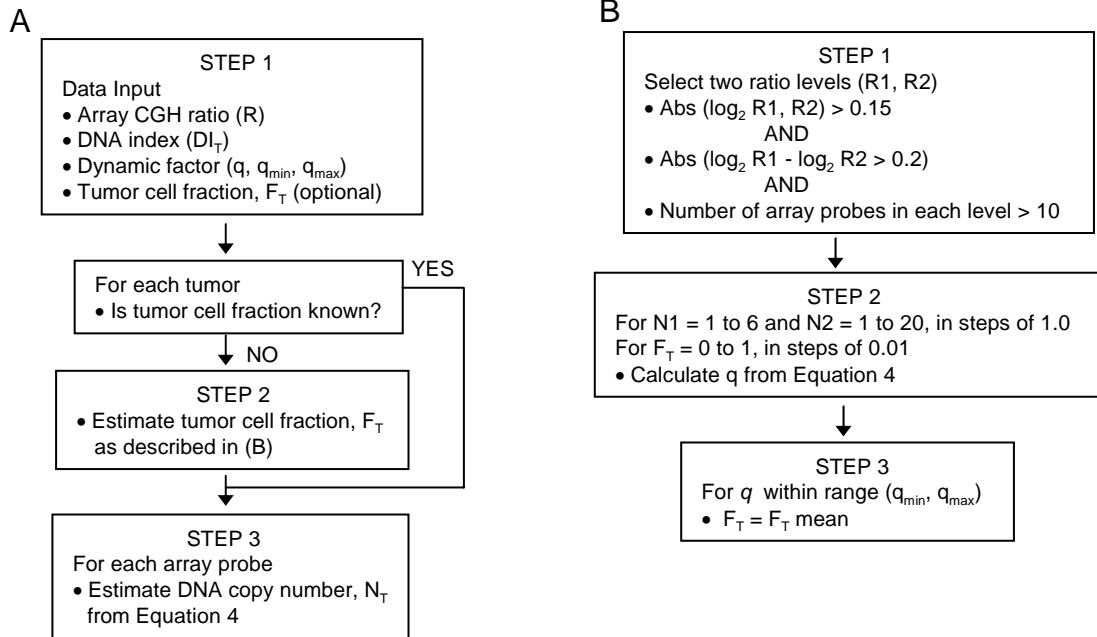 A
STEP 1
Data Input
• Array CGH ratio (R)
• DNA index (DI_T)
• Dynamic factor (q, q_min, q_max)
• Tumor cell fraction, F_T (optional)
For each tumor
• Is tumor cell fraction known?
YES
NO
STEP 2
• Estimate tumor cell fraction, F_T
as described in (B)
STEP 3
For each array probe
• Estimate DNA copy number, N_T
from Equation 4
B
STEP 1
Select two ratio levels (R1, R2)
• Abs (log_2 R1, R2) > 0.15
AND
• Abs (log_2 R1 - log_2 R2 > 0.2)
AND
• Number of array probes in each level > 10
STEP 2
For N1 = 1 to 6 and N2 = 1 to 20, in steps of 1.0
For F_T = 0 to 1, in steps of 0.01
• Calculate q from Equation 4
STEP 3
For q within range (q_min, q_max)
• F_T = F_T mean